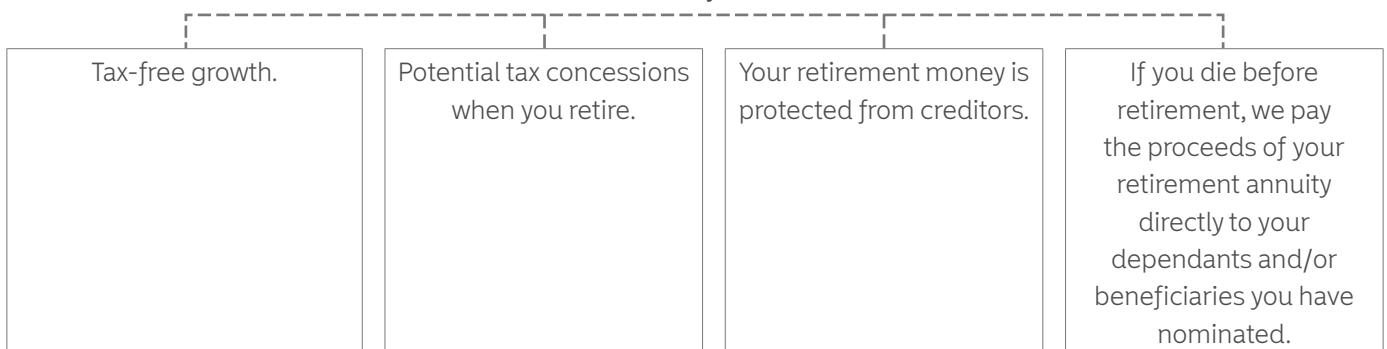 Tax-free growth.
Potential tax concessions
when you retire.
Your retirement money is
protected from creditors.
If you die before
retirement, we pay
the proceeds of your
retirement annuity
directly to your
dependants and/or
beneficiaries you have
nominated.